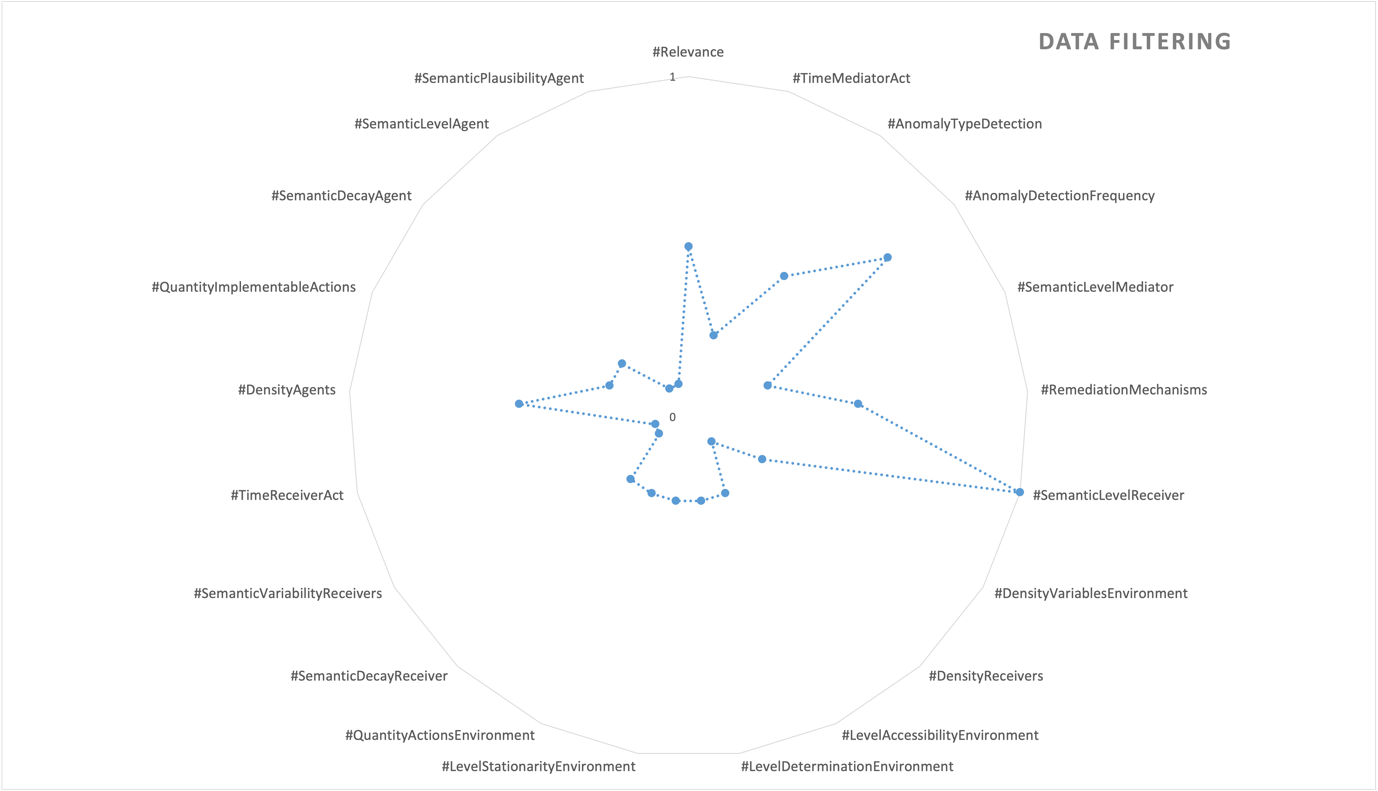 DATA FILTERING
#Relevance
1
#SemanticPlausibilityAgent
#TimeMediatorAct
#SemanticLevelAgent
#AnomalyTypeDetection
#SemanticDecayAgent
#AnomalyDetectionFrequency
#QuantityImplementableActions
#SemanticLevelMediator
#DensityAgents
#RemediationMechanisms
0
#TimeReceiverAct
#SemanticLevelReceiver
#SemanticVariabilityReceivers
#DensityVariablesEnvironment
#SemanticDecayReceiver
#DensityReceivers
#QuantityActionsEnvironment
#LevelAccessibilityEnvironment
#LevelStationarityEnvironment
#LevelDeterminationEnvironment